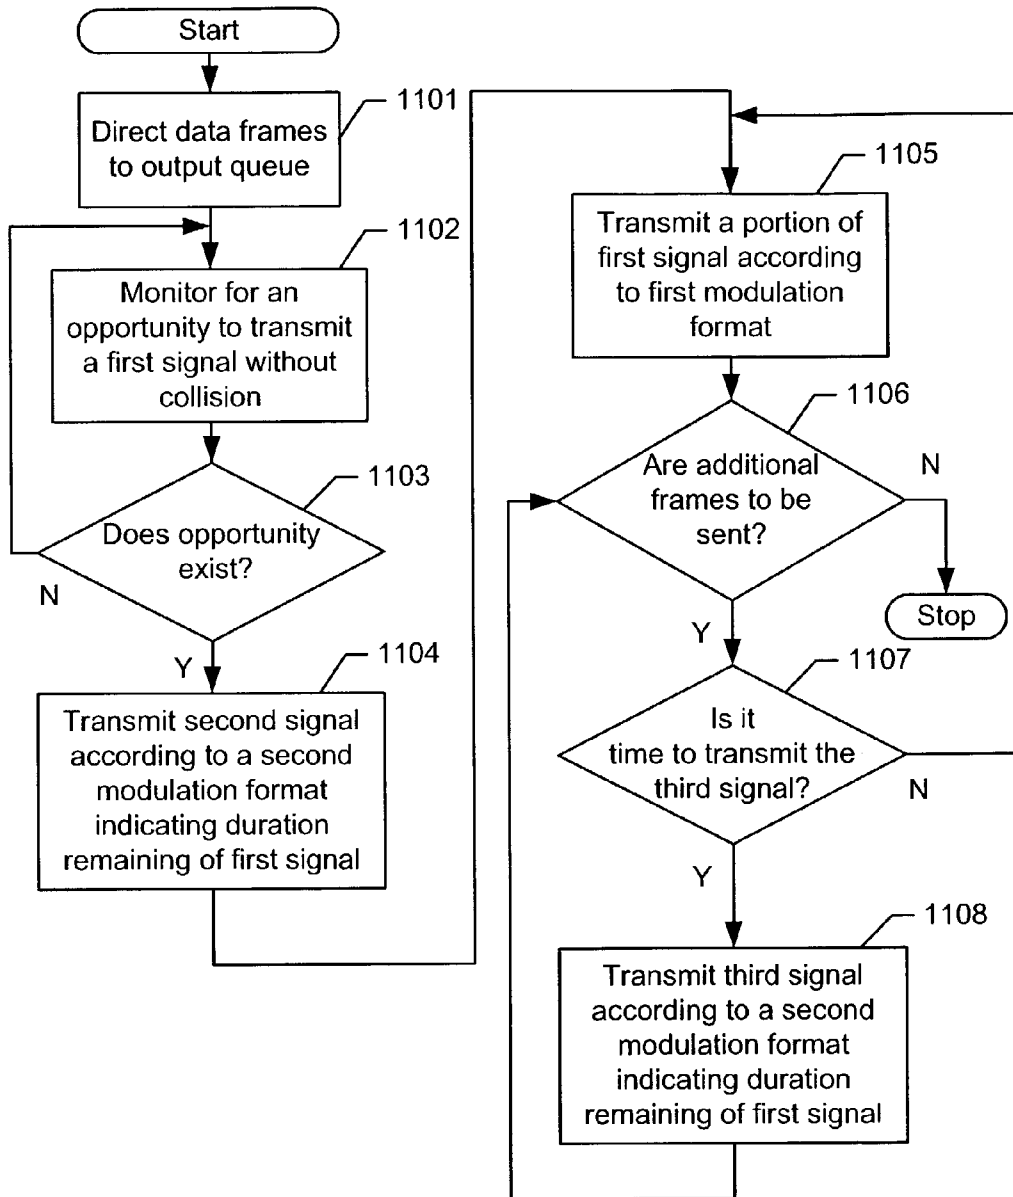 Start
1101
Direct data frames
to output queue
1102
Monitor for an
opportunity to transmit
a first signal without
collision
1103
Does opportunity
exist?
N
Y
1104
Transmit second signal
according to a second
modulation format
indicating duration
remaining of first signal
1105
Transmit a portion of
first signal according
to first modulation
format
1106
Are additional
frames to be
sent?
N
Stop
Y
1107
Is it
time to transmit the
third signal?
N
Y
1108
Transmit third signal
according to a second
modulation format
indicating duration
remaining of first signal